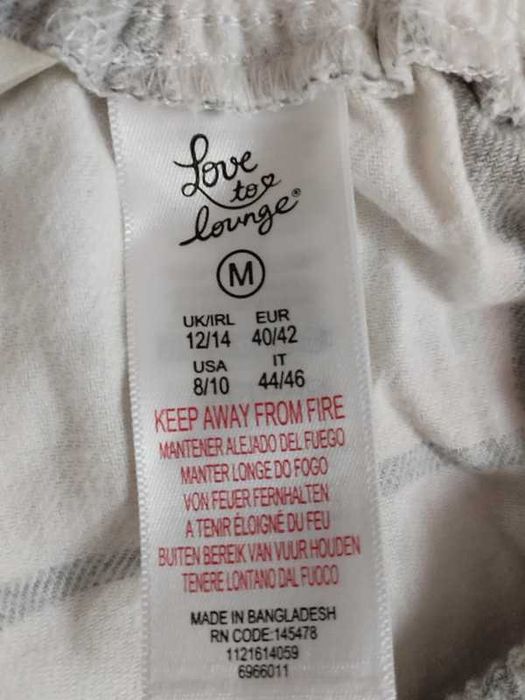 Love
to
lounge®
M
UK/IRL EUR
12/14 40/42
USA IT
8/10 44/46
KEEP AWAY FROM FIRE
MANTENER ALEJADO DEL FUEGO
MANTER LONGE DO FOGO
VON FEUER FERNHALTEN
A TENIR ÉLOIGNÉ DU FEU
BUITEN BEREIK VAN VUUR HOUDEN
TENERE LONTANO DAL FUOCO
MADE IN BANGLADESH
RN CODE:145478
1121614059
6966011